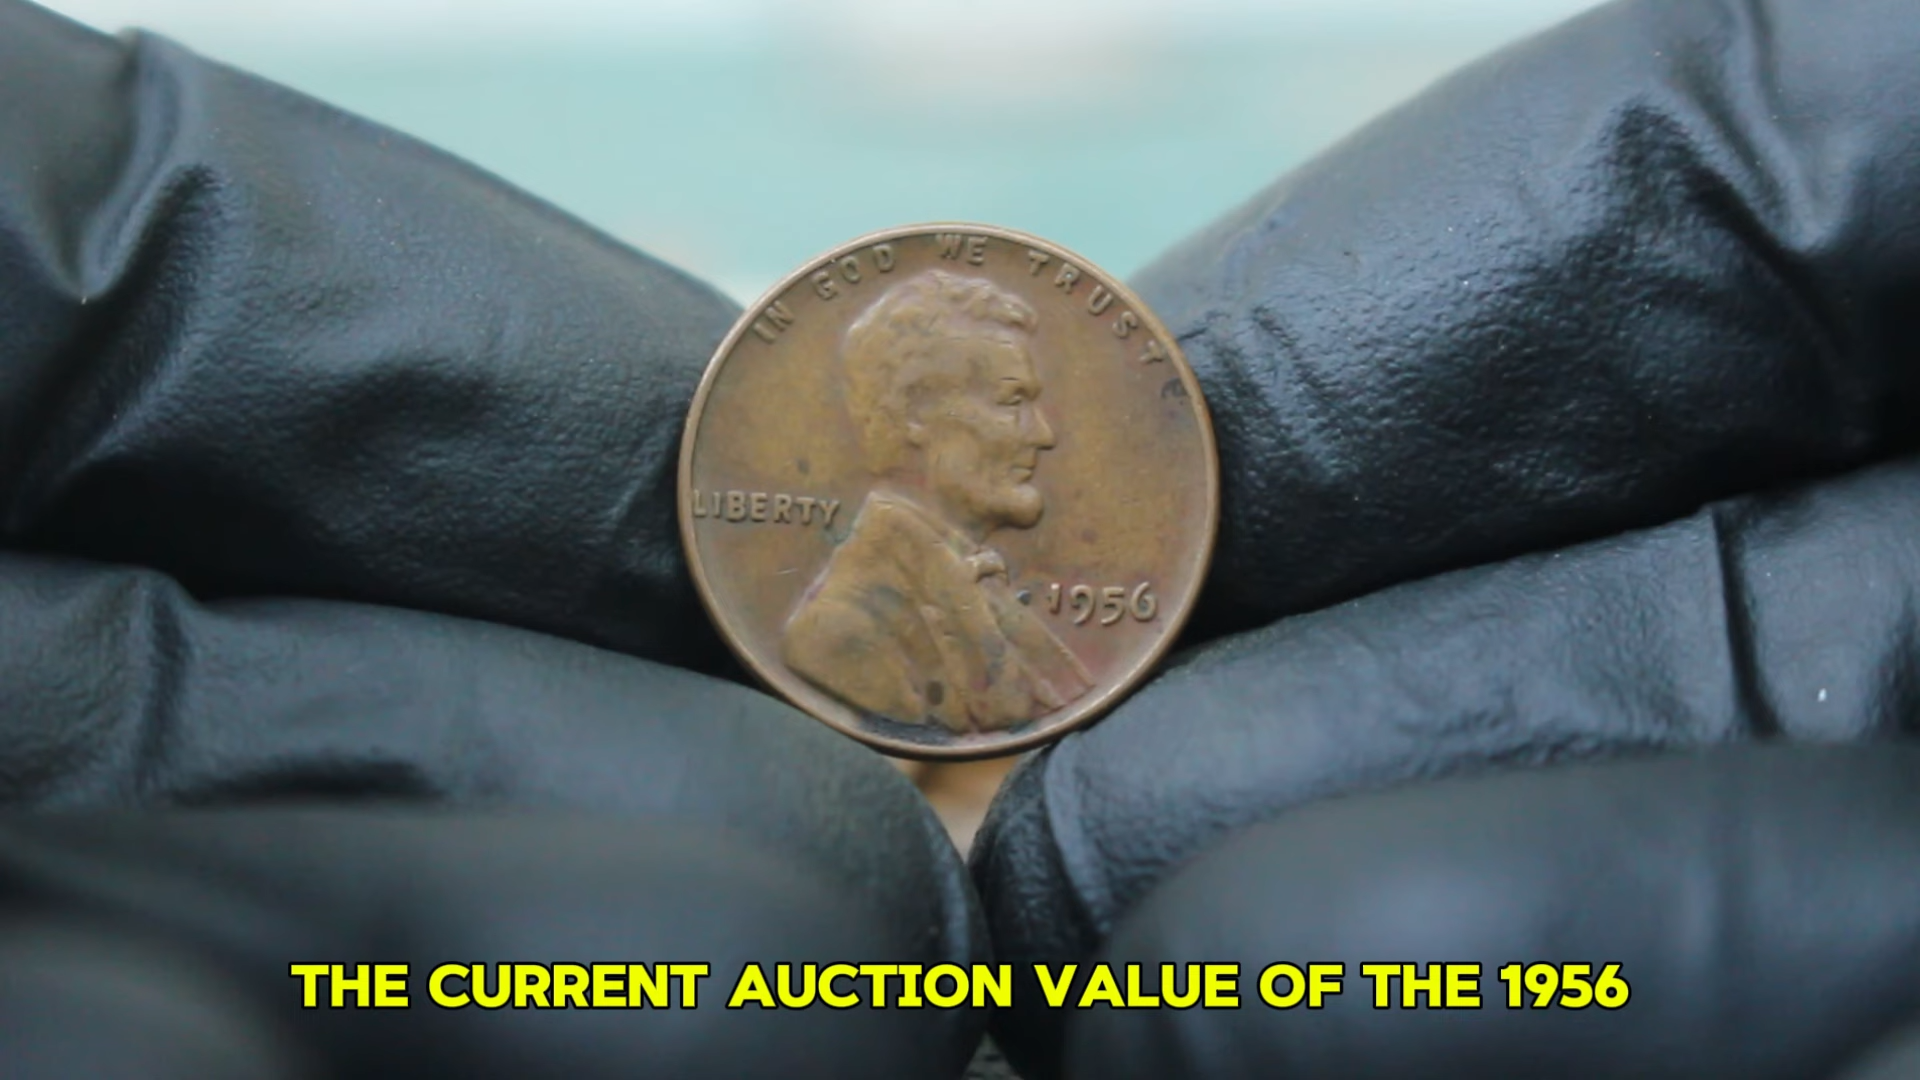 IN GOD WE TRUST
LIBERTY
1956
THE CURRENT AUCTION VALUE OF THE 1956